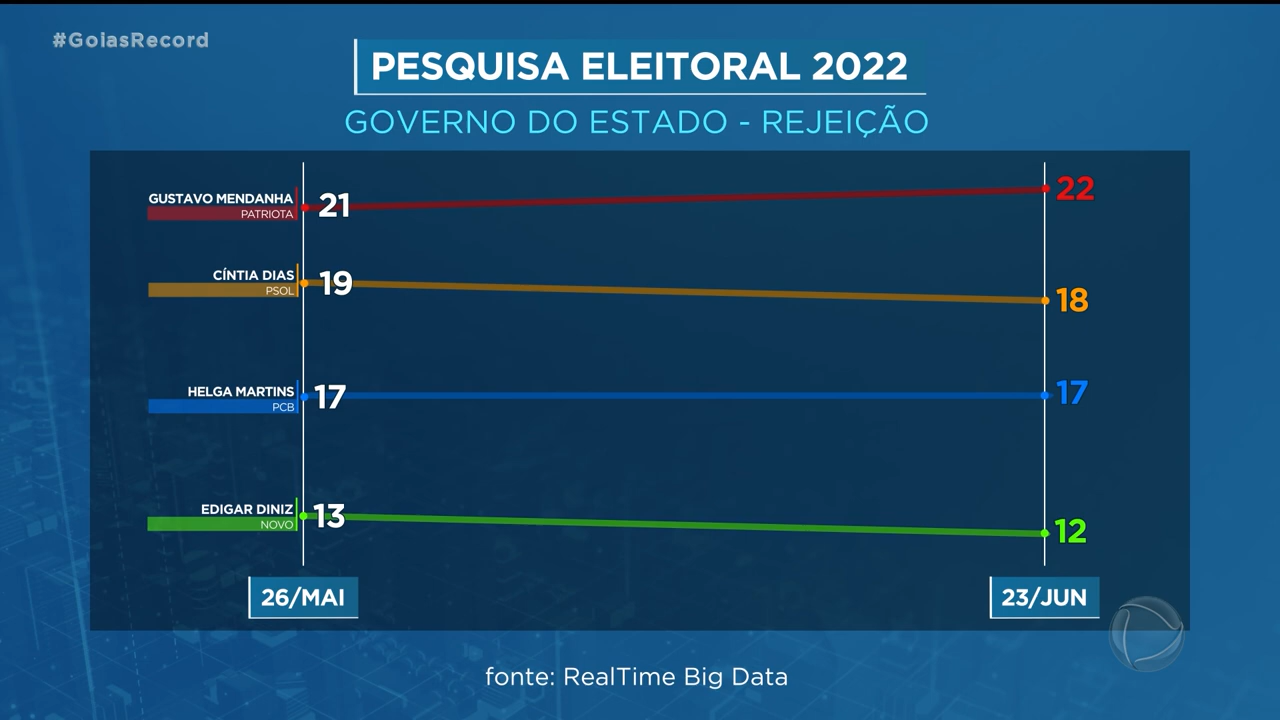 #GoiasRecord
PESQUISA ELEITORAL 2022
GOVERNO DO ESTADO - REJEIÇÃO
GUSTAVO MENDANHA
PATRIOTA
21
22
CÍNTIA DIAS
PSOL
19
18
HELGA MARTINS
PCB
17
17
EDIGAR DINIZ
NOVO
13
12
26/MAI
23/JUN
fonte: RealTime Big Data